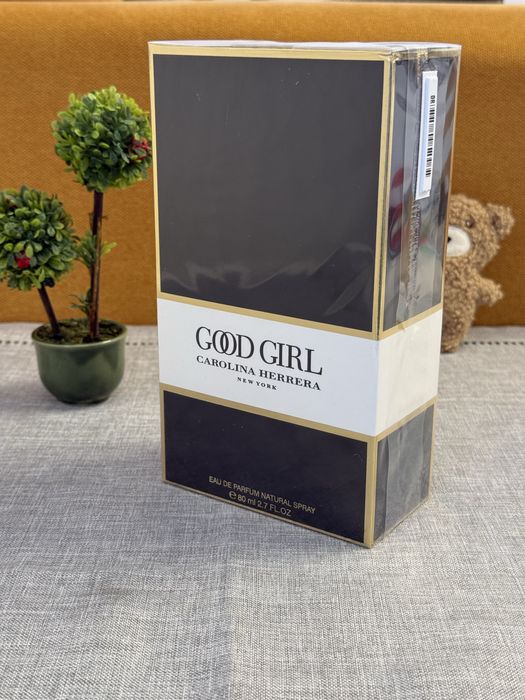 GOOD GIRL
CAROLINA HERRERA
NEW YORK
EAU DE PARFUM NATURAL SPRAY
℮ 80 ml 2.7 FL.OZ